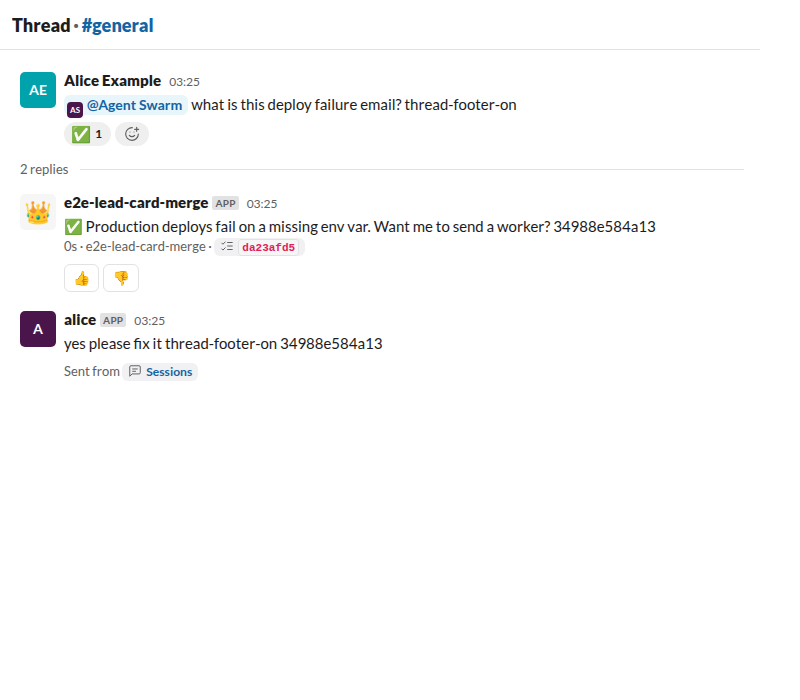 Thread • #general
AE
Alice Example 03:25
AS @Agent Swarm what is this deploy failure email? thread-footer-on
1
2 replies
e2e-lead-card-merge APP 03:25
Production deploys fail on a missing env var. Want me to send a worker? 34988e584a13
0s · e2e-lead-card-merge · da23afd5
A
alice APP 03:25
yes please fix it thread-footer-on 34988e584a13
Sent from Sessions